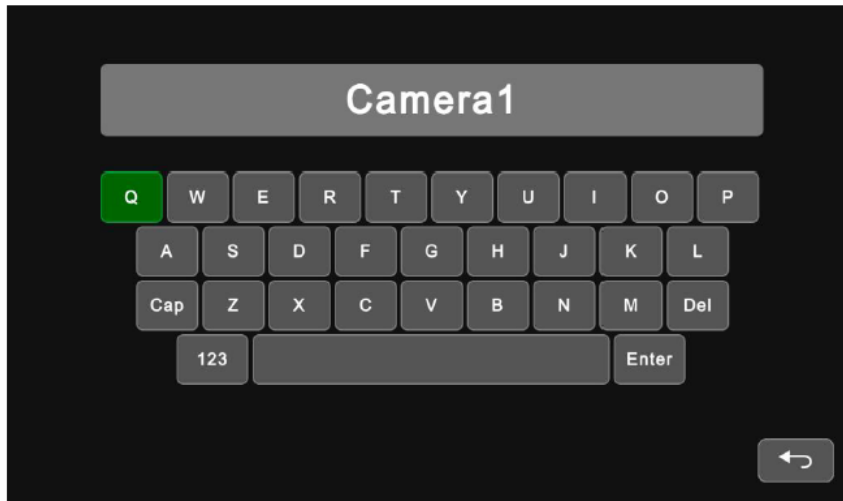 Camera1
Q W E R T Y U I O P
A S D F G H J K L
Cap Z X C V B N M Del
123 Enter